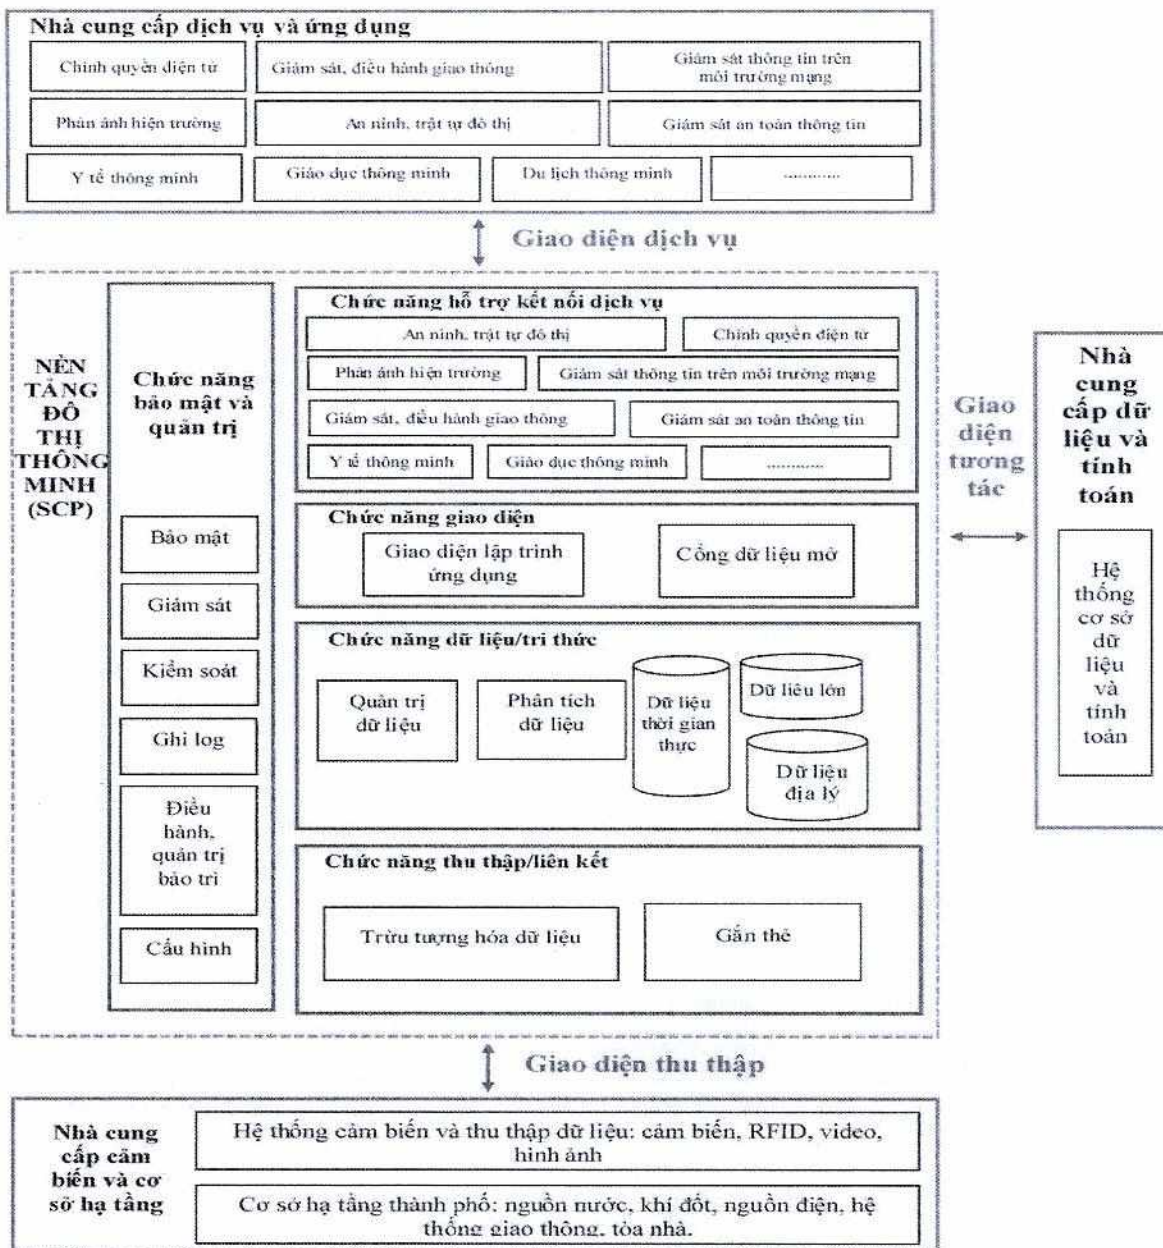 Nhà cung cấp dịch vụ và ứng dụng
Chính quyền điện tử
Giám sát, điều hành giao thông
Giám sát thông tin trên
môi trường mạng
Phản ánh hiện trường
An ninh, trật tự đô thị
Giám sát an toàn thông tin
Y tế thông minh
Giáo dục thông minh
Du lịch thông minh
............
Giao diện dịch vụ
NỀN
TẢNG
ĐÔ
THỊ
THÔNG
MINH
(SCP)
Chức năng
bảo mật và
quản trị
Bảo mật
Giám sát
Kiểm soát
Ghi log
Điều
hành,
quản trị
bảo trì
Cấu hình
Chức năng hỗ trợ kết nối dịch vụ
An ninh, trật tự đô thị
Chính quyền điện tử
Phản ánh hiện trường
Giám sát thông tin trên môi trường mạng
Giám sát, điều hành giao thông
Giám sát an toàn thông tin
Y tế thông minh
Giáo dục thông minh
............
Chức năng giao diện
Giao diện lập trình
ứng dụng
Cổng dữ liệu mở
Chức năng dữ liệu/tri thức
Quản trị
dữ liệu
Phân tích
dữ liệu
Dữ liệu
thời gian
thực
Dữ liệu lớn
Dữ liệu
địa lý
Chức năng thu thập/liên kết
Trừu tượng hóa dữ liệu
Gắn thẻ
Giao
diện
tương
tác
Nhà
cung
cấp dữ
liệu và
tính
toán
Hệ
thống
cơ sở
dữ
liệu
và
tính
toán
Giao diện thu thập
Nhà cung
cấp cảm
biến và cơ
sở hạ tầng
Hệ thống cảm biến và thu thập dữ liệu: cảm biến, RFID, video,
hình ảnh
Cơ sở hạ tầng thành phố: nguồn nước, khí đốt, nguồn điện, hệ
thống giao thông, tòa nhà.